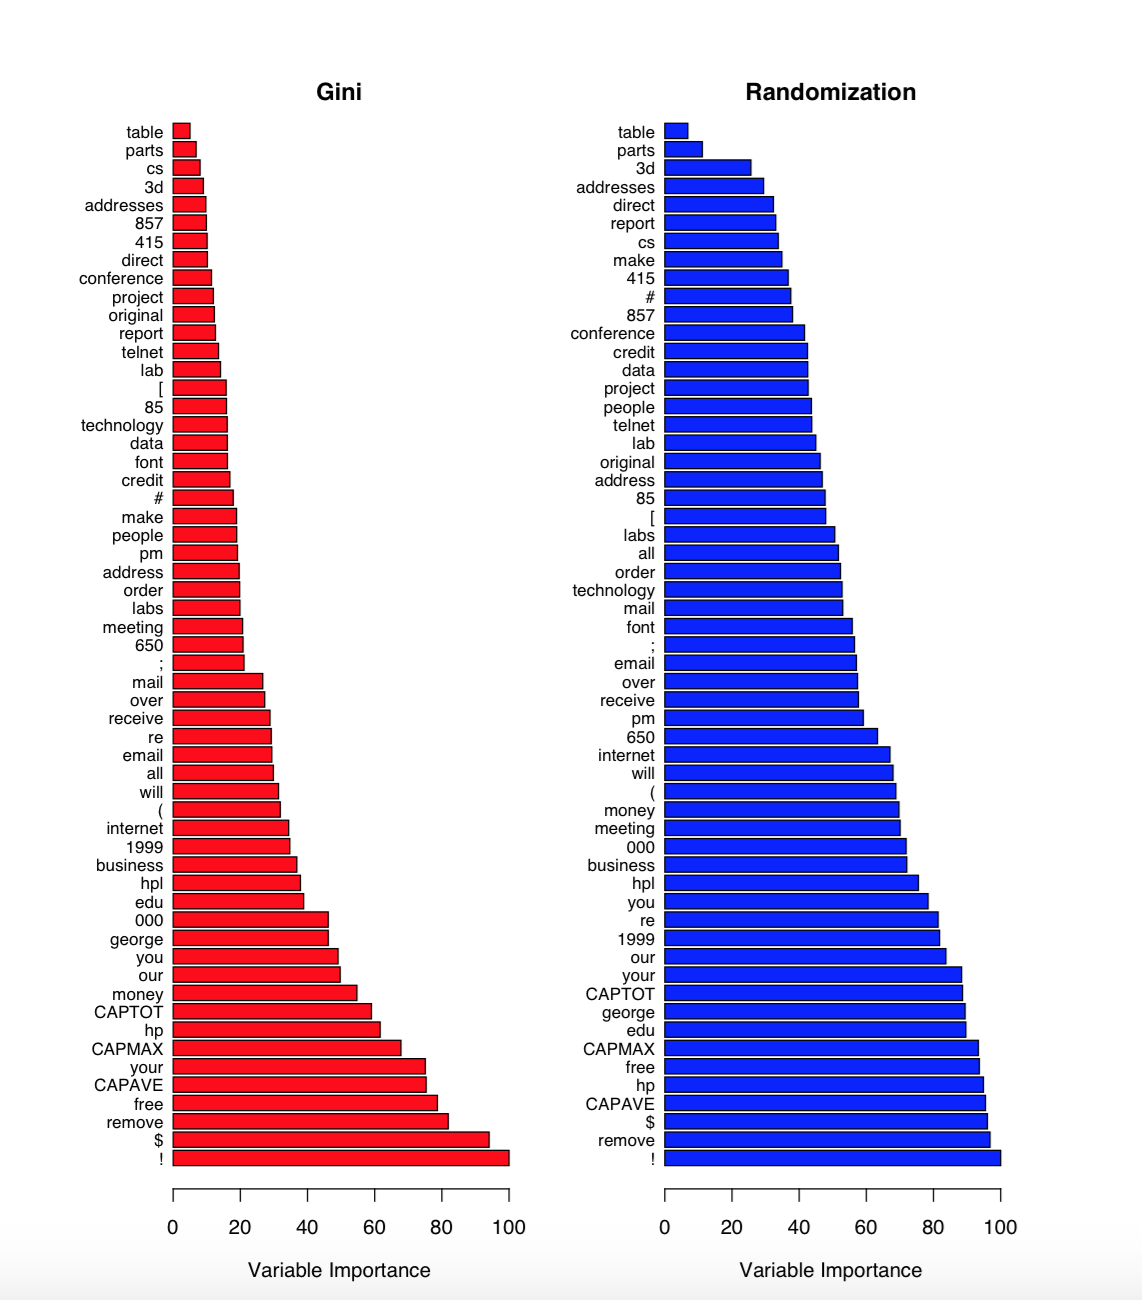 Gini
table
parts
cs
3d
addresses
857
415
direct
conference
project
original
report
telnet
lab
[
85
technology
data
font
credit
#
make
people
pm
address
order
labs
meeting
650
;
mail
over
receive
re
email
all
will
(
internet
1999
business
hpl
edu
000
george
you
our
money
CAPTOT
hp
CAPMAX
your
CAPAVE
free
remove
$
!
0 20 40 60 80 100
Variable Importance
Randomization
table
parts
3d
addresses
direct
report
cs
make
415
#
857
conference
credit
data
project
people
telnet
lab
original
address
85
[
labs
all
order
technology
mail
font
;
email
over
receive
pm
650
internet
will
(
money
meeting
000
business
hpl
you
re
1999
our
your
CAPTOT
george
edu
CAPMAX
free
hp
CAPAVE
$
remove
!
0 20 40 60 80 100
Variable Importance